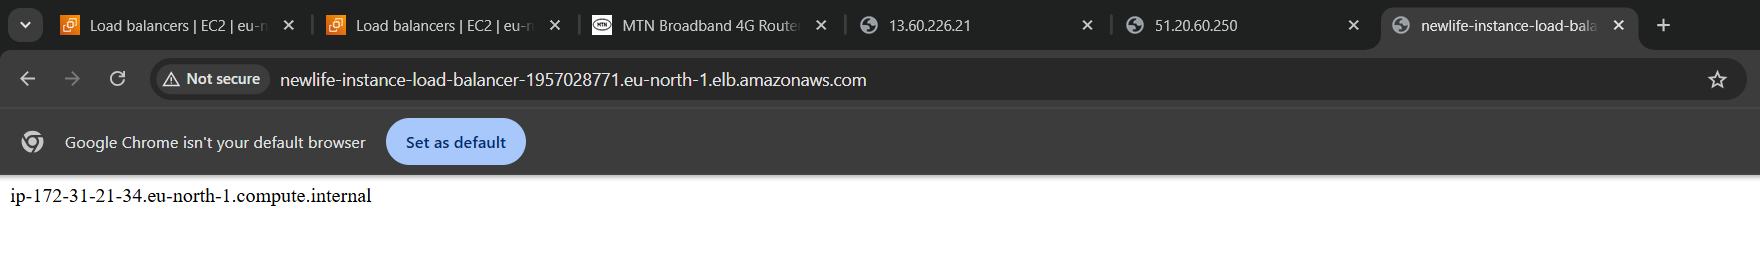 Load balancers | EC2 | eu-n
Load balancers | EC2 | eu-n
MTN Broadband 4G Route
13.60.226.21
51.20.60.250
newlife-instance-load-bala
Not secure
newlife-instance-load-balancer-1957028771.eu-north-1.elb.amazonaws.com
Google Chrome isn't your default browser
Set as default
ip-172-31-21-34.eu-north-1.compute.internal